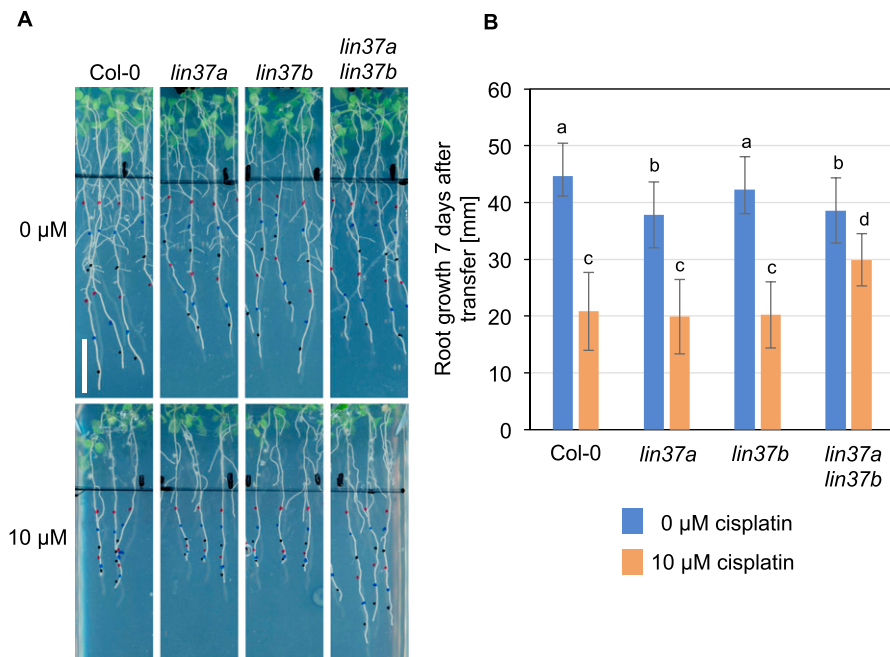 A
Col-0
lin37a
lin37b
lin37a
lin37b
0 µM
10 µM
B
Root growth 7 days after
transfer [mm]
60
50
40
30
20
10
0
a
c
b
c
a
c
b
d
Col-0
lin37a
lin37b
lin37a
lin37b
0 µM cisplatin
10 µM cisplatin